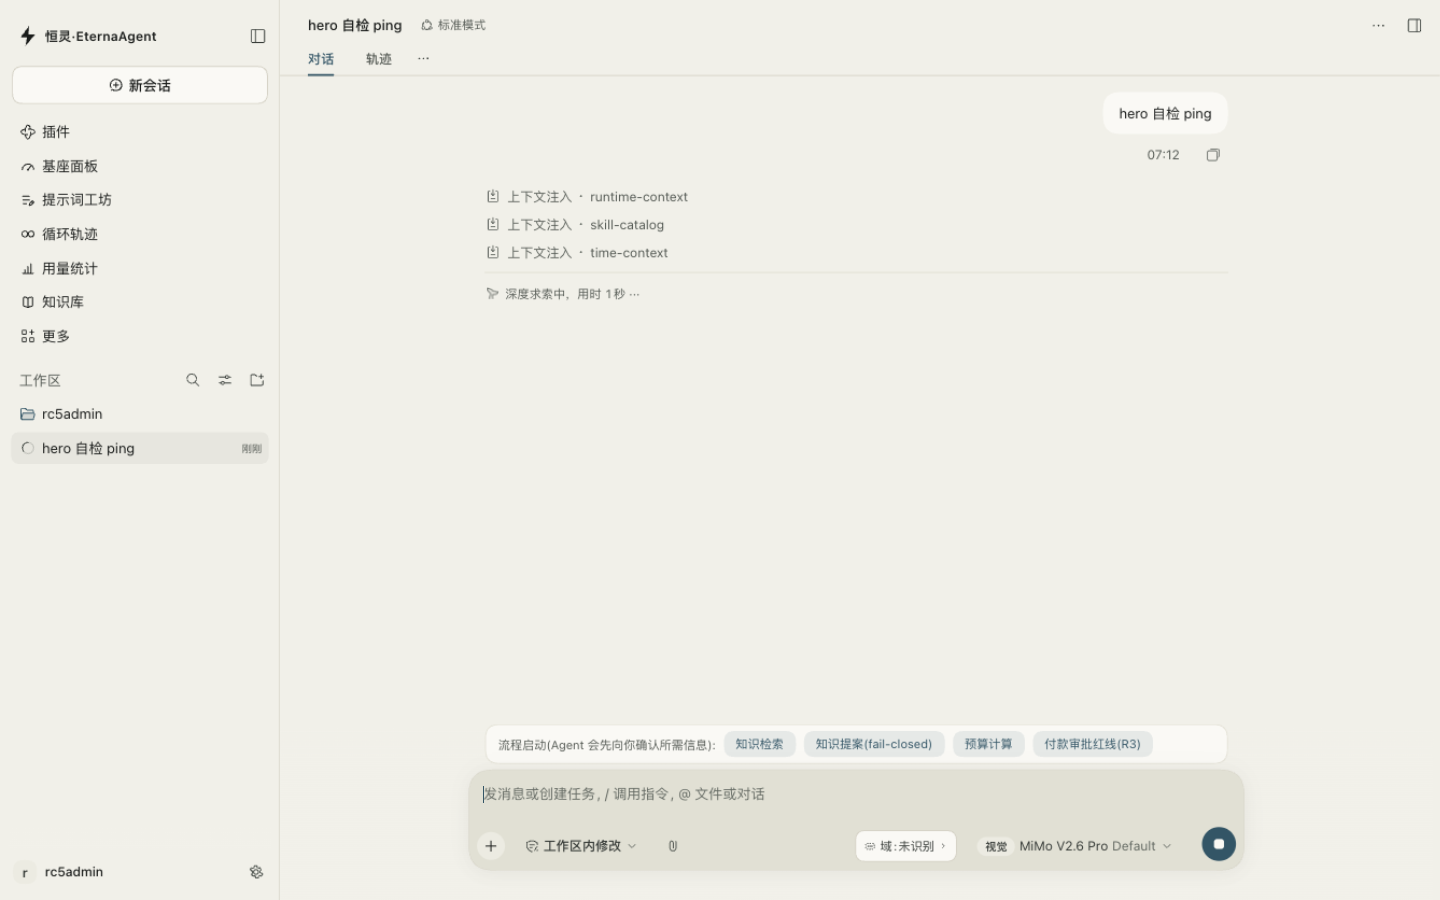 恒灵·EternaAgent
新会话
插件
基座面板
提示词工坊
循环轨迹
用量统计
知识库
更多
工作区
rc5admin
hero 自检 ping 刚刚
r rc5admin
hero 自检 ping 标准模式
对话 轨迹 ···
hero 自检 ping
07:12
上下文注入 · runtime-context
上下文注入 · skill-catalog
上下文注入 · time-context
深度求索中，用时 1秒 ···
流程启动(Agent 会先向你确认所需信息): 知识检索 知识提案(fail-closed) 预算计算 付款审批红线(R3)
发消息或创建任务, / 调用指令, @ 文件或对话
工作区内修改 域:未识别 视觉 MiMo V2.6 Pro Default